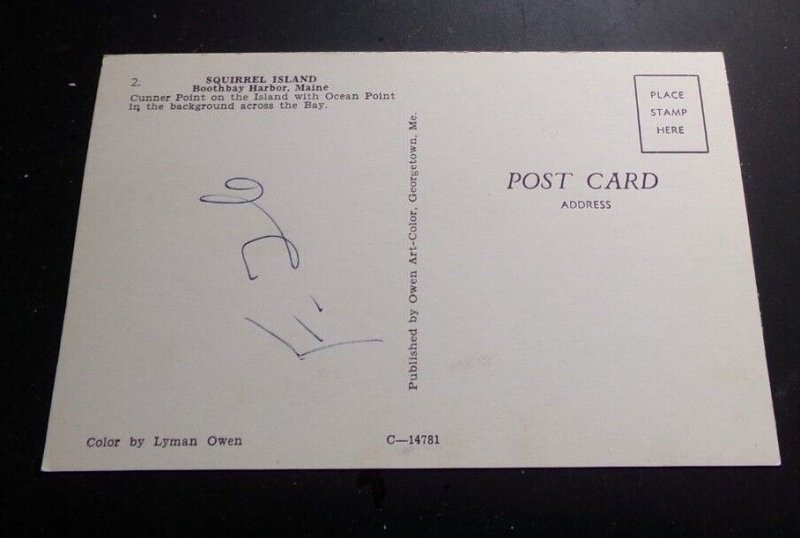 2.
SQUIRREL ISLAND
Boothbay Harbor, Maine
Cunner Point on the Island with Ocean Point
in the background across the Bay.
Published by Owen Art-Color, Georgetown, Me.
PLACE
STAMP
HERE
POST CARD
ADDRESS
Color by Lyman Owen
C—14781